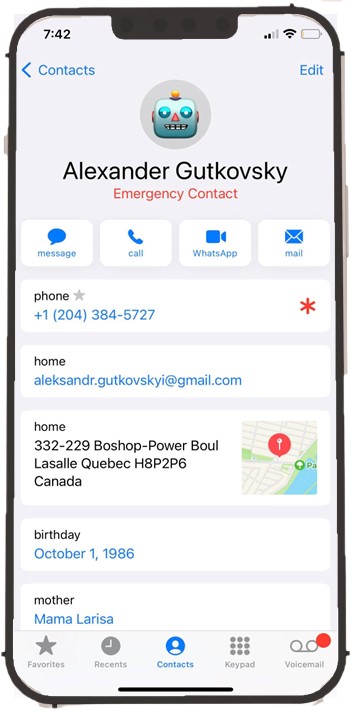 7:42
Contacts
Edit
Alexander Gutkovsky
Emergency Contact
message
call
WhatsApp
mail
phone
+1 (204) 384-5727
home
aleksandr.gutkovskyi@gmail.com
home
332-229 Boshop-Power Boul
Lasalle Quebec H8P2P6
Canada
Pa
birthday
October 1, 1986
mother
Mama Larisa
Favorites
Recents
Contacts
Keypad
Voicemail